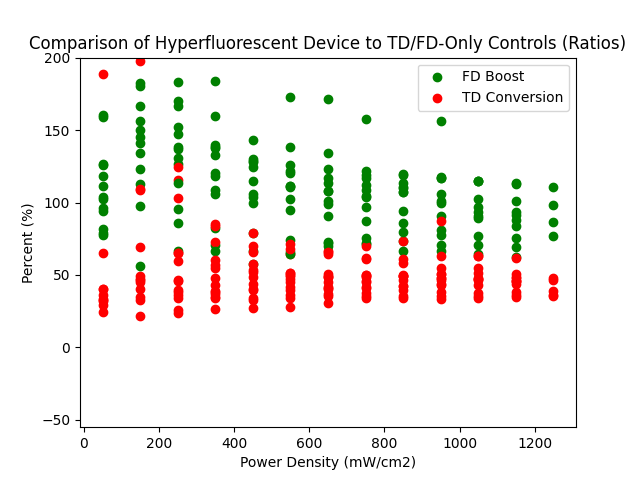 Comparison of Hyperfluorescent Device to TD/FD-Only Controls (Ratios)
FD Boost
TD Conversion
200
150
100
50
0
−50
Percent (%)
0
200
400
600
800
1000
1200
Power Density (mW/cm2)